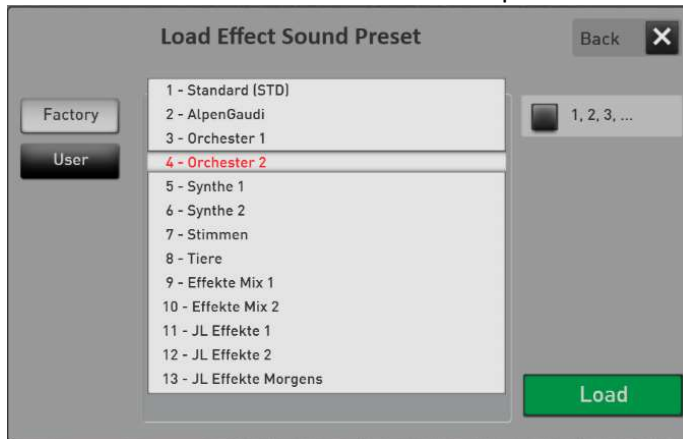 Load Effect Sound Preset
Back
Factory
User
1 - Standard (STD)
2 - AlpenGaudi
3 - Orchester 1
4 - Orchester 2
5 - Synthe 1
6 - Synthe 2
7 - Stimmen
8 - Tiere
9 - Effekte Mix 1
10 - Effekte Mix 2
11 - JL Effekte 1
12 - JL Effekte 2
13 - JL Effekte Morgens
1, 2, 3, ...
Load